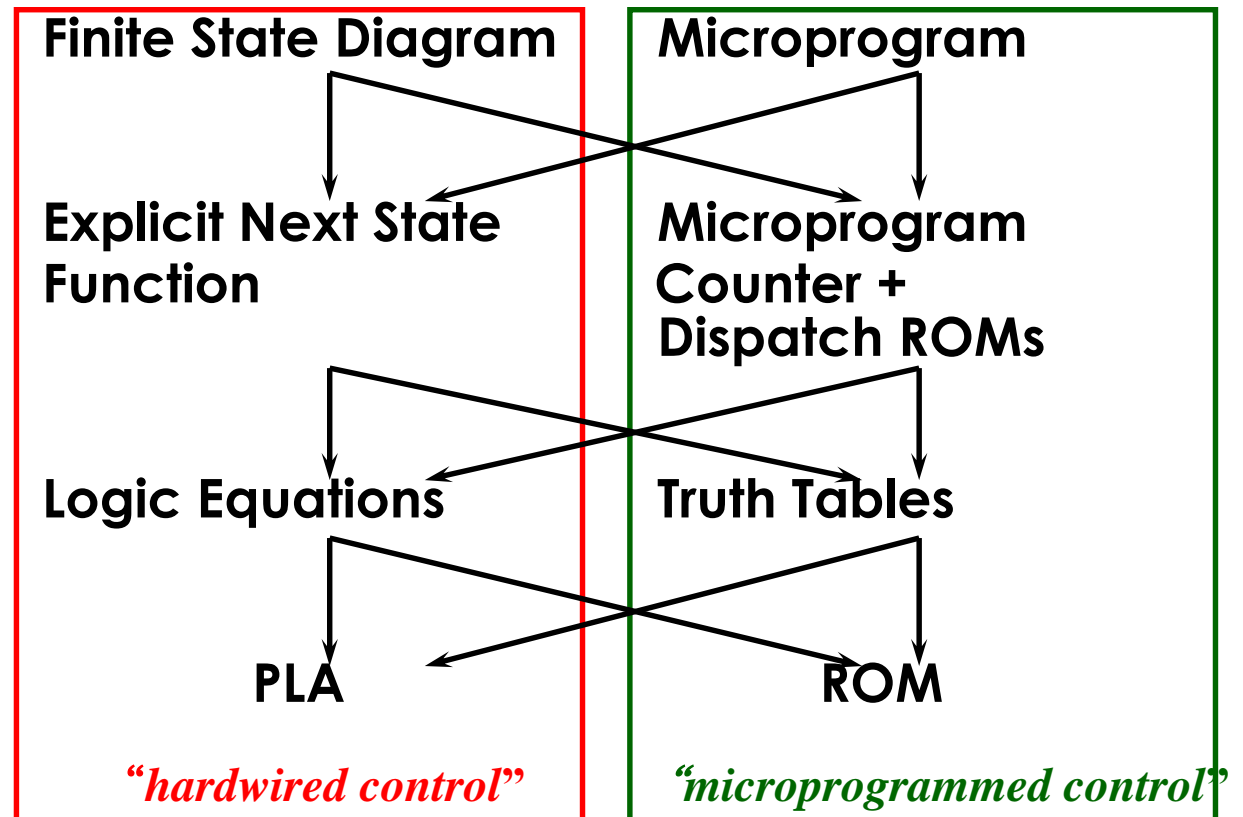 Finite State Diagram
Microprogram
Explicit Next State
Function
Microprogram
Counter +
Dispatch ROMs
Logic Equations
Truth Tables
PLA
ROM
“hardwired control”
“microprogrammed control”